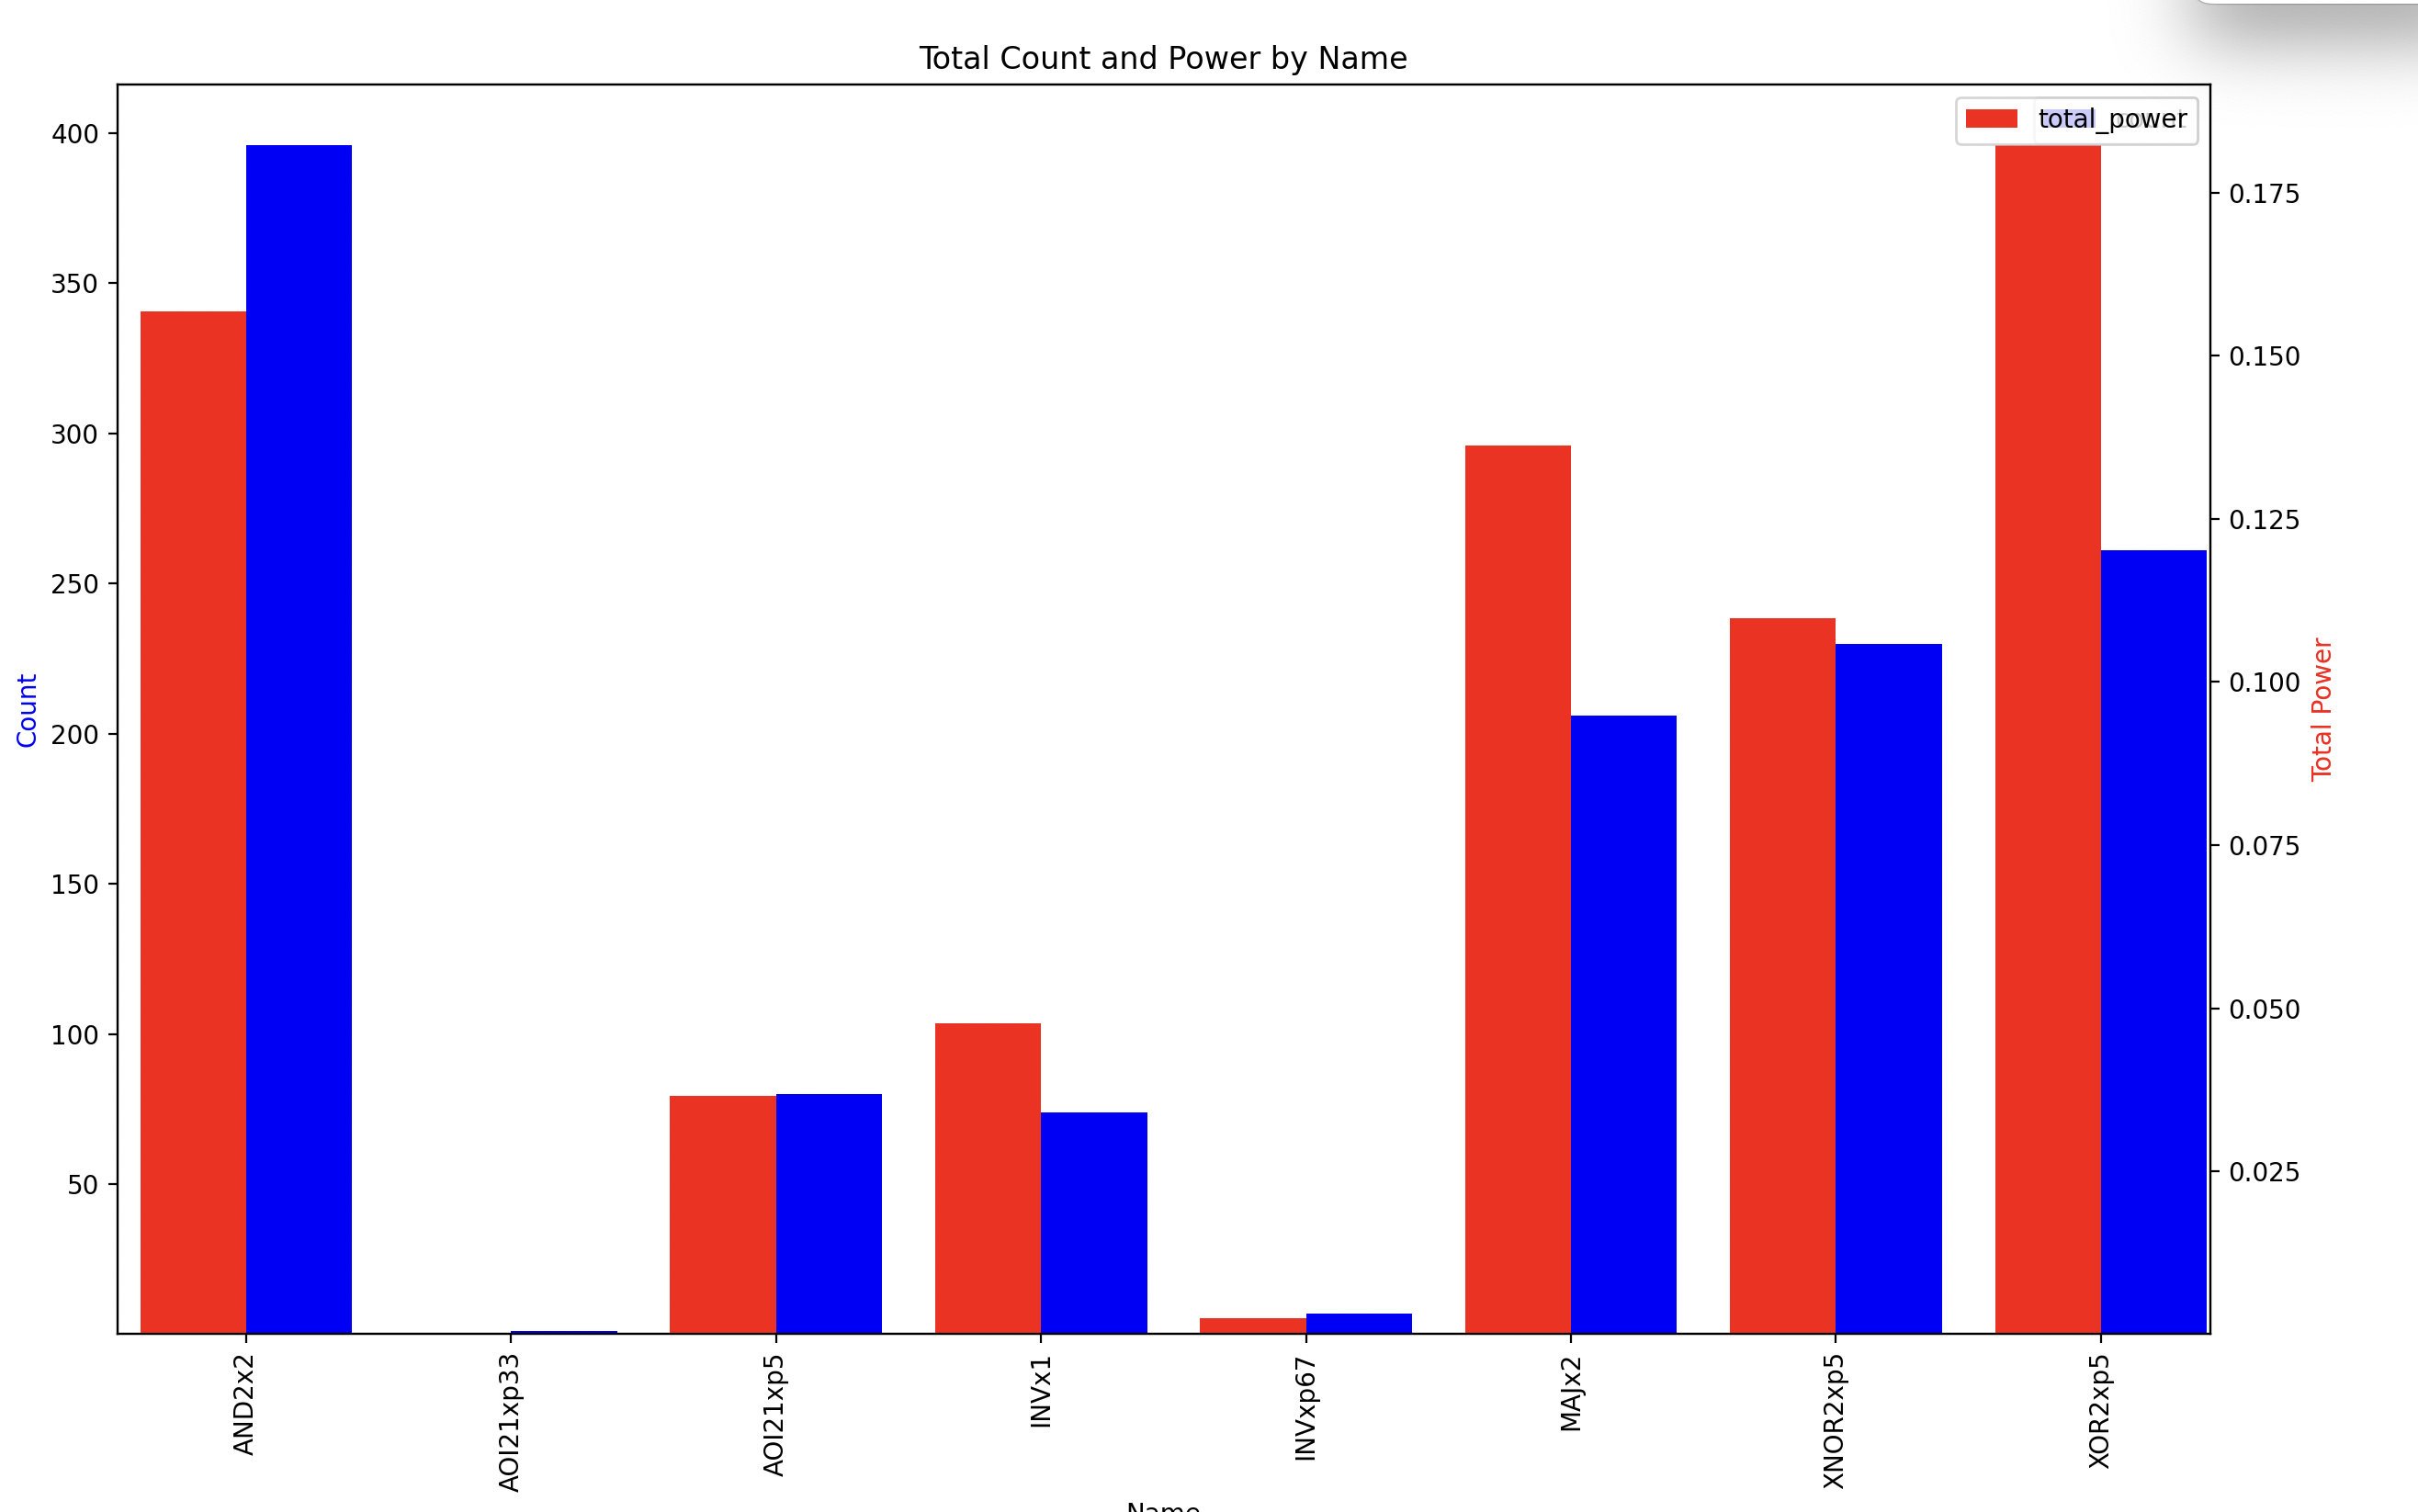 Total Count and Power by Name
total_power
400
350
300
250
200
150
100
50
Count
0.175
0.150
0.125
0.100
0.075
0.050
0.025
Total Power
AND2x2
AOI21xp33
AOI21xp5
INVx1
INVxp67
MAJx2
XNOR2xp5
XOR2xp5
Name